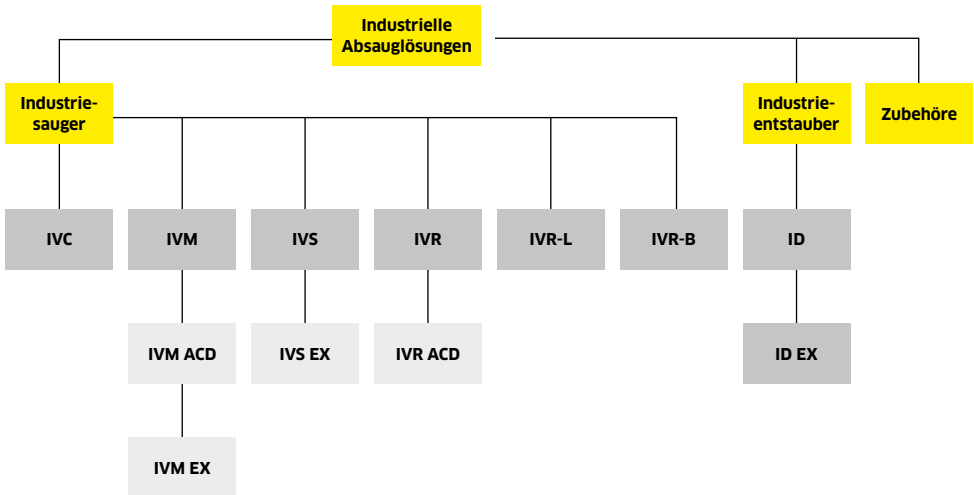 Industrielle
Absauglösungen
Industrie-
sauger
Industrie-
entstauber
Zubehöre
IVC
IVM
IVS
IVR
IVR-L
IVR-B
ID
IVM ACD
IVS EX
IVR ACD
ID EX
IVM EX